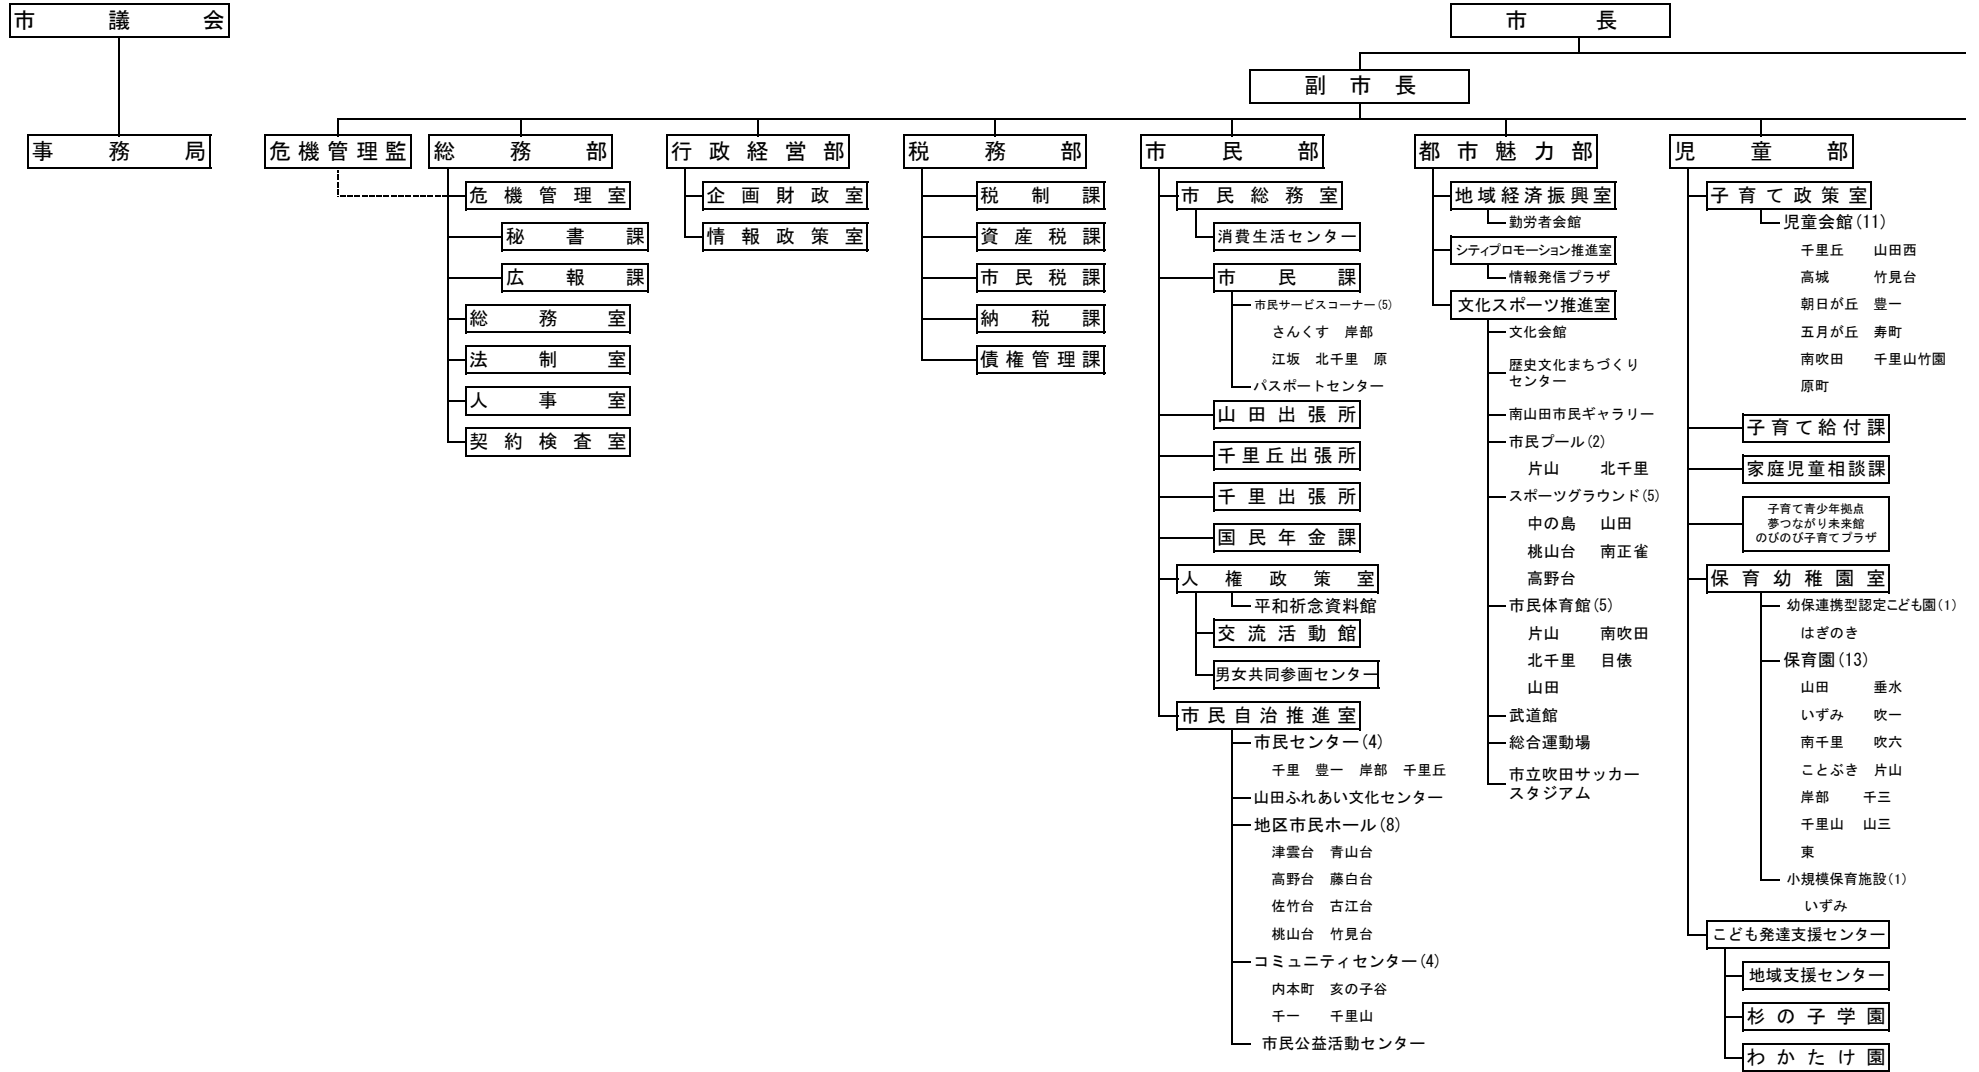 市議会
事務局
市長
副市長
危機管理監
総務部
危機管理室
秘書課
広報課
総務室
法制室
人事室
契約検査室
行政経営部
企画財政室
情報政策室
税務部
税制課
資産税課
市民税課
納税課
債権管理課
市民部
市民総務室
消費生活センター
市民課
市民サービスコーナー(5)
さんくす 岸部
江坂 北千里 原
パスポートセンター
山田出張所
千里丘出張所
千里出張所
国民年金課
人権政策室
平和祈念資料館
交流活動館
男女共同参画センター
市民自治推進室
市民センター(4)
千里 豊一 岸部 千里丘
山田ふれあい文化センター
地区市民ホール(8)
津雲台 青山台
高野台 藤白台
佐竹台 古江台
桃山台 竹見台
コミュニティセンター(4)
内本町 亥の子谷
千一 千里山
市民公益活動センター
都市魅力部
地域経済振興室
勤労者会館
シティプロモーション推進室
情報発信プラザ
文化スポーツ推進室
文化会館
歴史文化まちづくり
センター
南山田市民ギャラリー
市民プール(2)
片山 北千里
スポーツグラウンド(5)
中の島 山田
桃山台 南正雀
高野台
市民体育館(5)
片山 南吹田
北千里 目俵
山田
武道館
総合運動場
市立吹田サッカー
スタジアム
児童部
子育て政策室
児童会館(11)
千里丘 山田西
高城 竹見台
朝日が丘 豊一
五月が丘 寿町
南吹田 千里山竹園
原町
子育て給付課
家庭児童相談課
子育て青少年拠点
夢つながり未来館
のびのび子育てプラザ
保育幼稚園室
幼保連携型認定こども園(1)
はぎのき
保育園(13)
山田 垂水
いずみ 吹一
南千里 吹六
ことぶき 片山
岸部 千三
千里山 山三
東
小規模保育施設(1)
いずみ
こども発達支援センター
地域支援センター
杉の子学園
わかたけ園